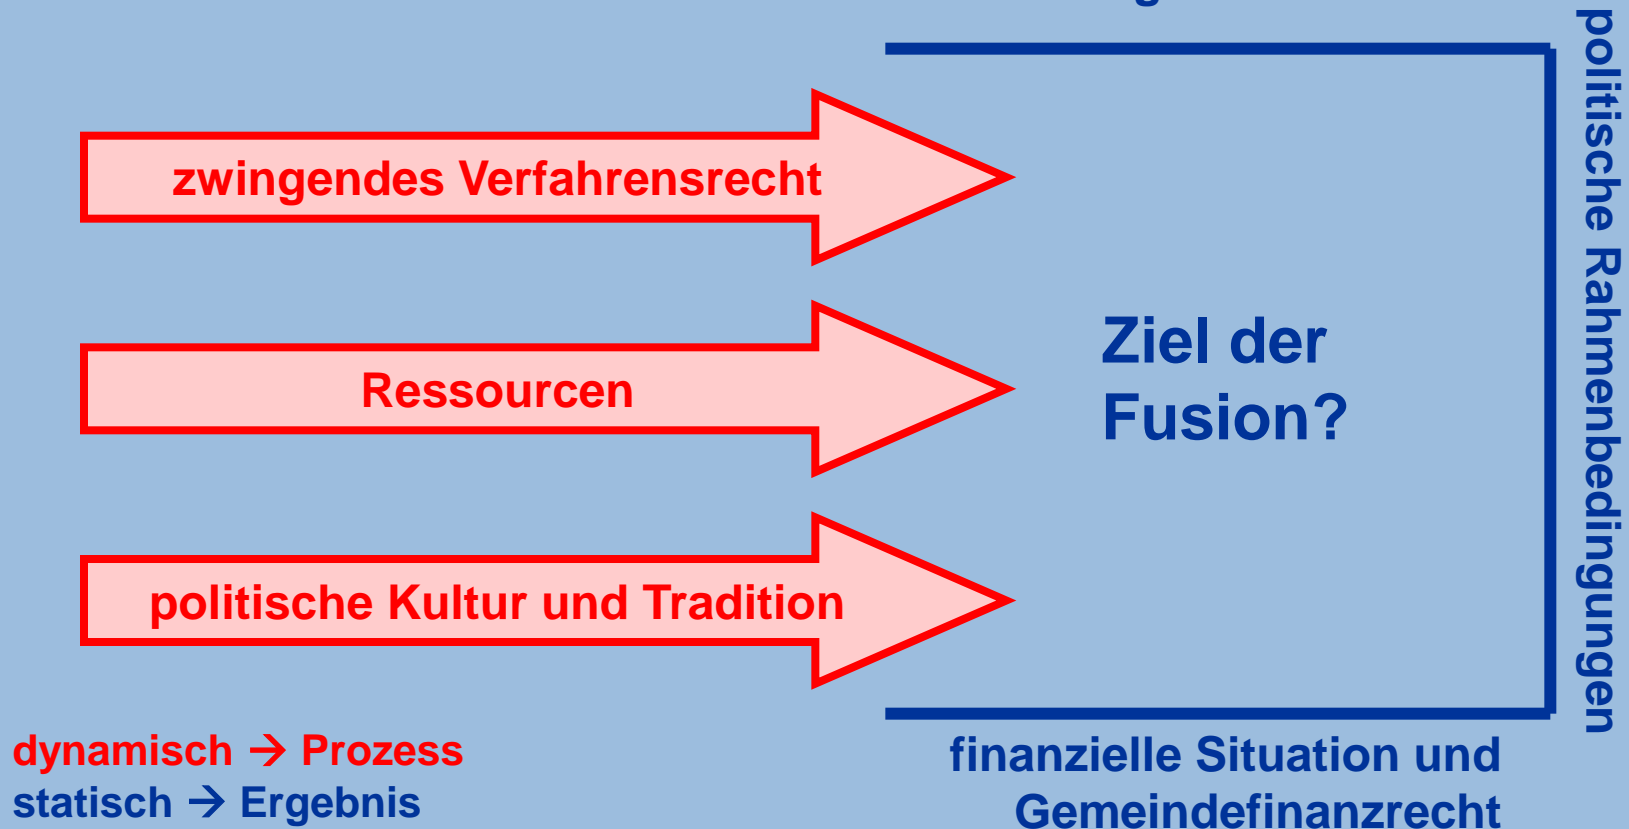 zwingendes Verfahrensrecht
Ressourcen
politische Kultur und Tradition
Ziel der
Fusion?
politische Rahmenbedingungen
finanzielle Situation und
Gemeindefinanzrecht
dynamisch → Prozess
statisch → Ergebnis